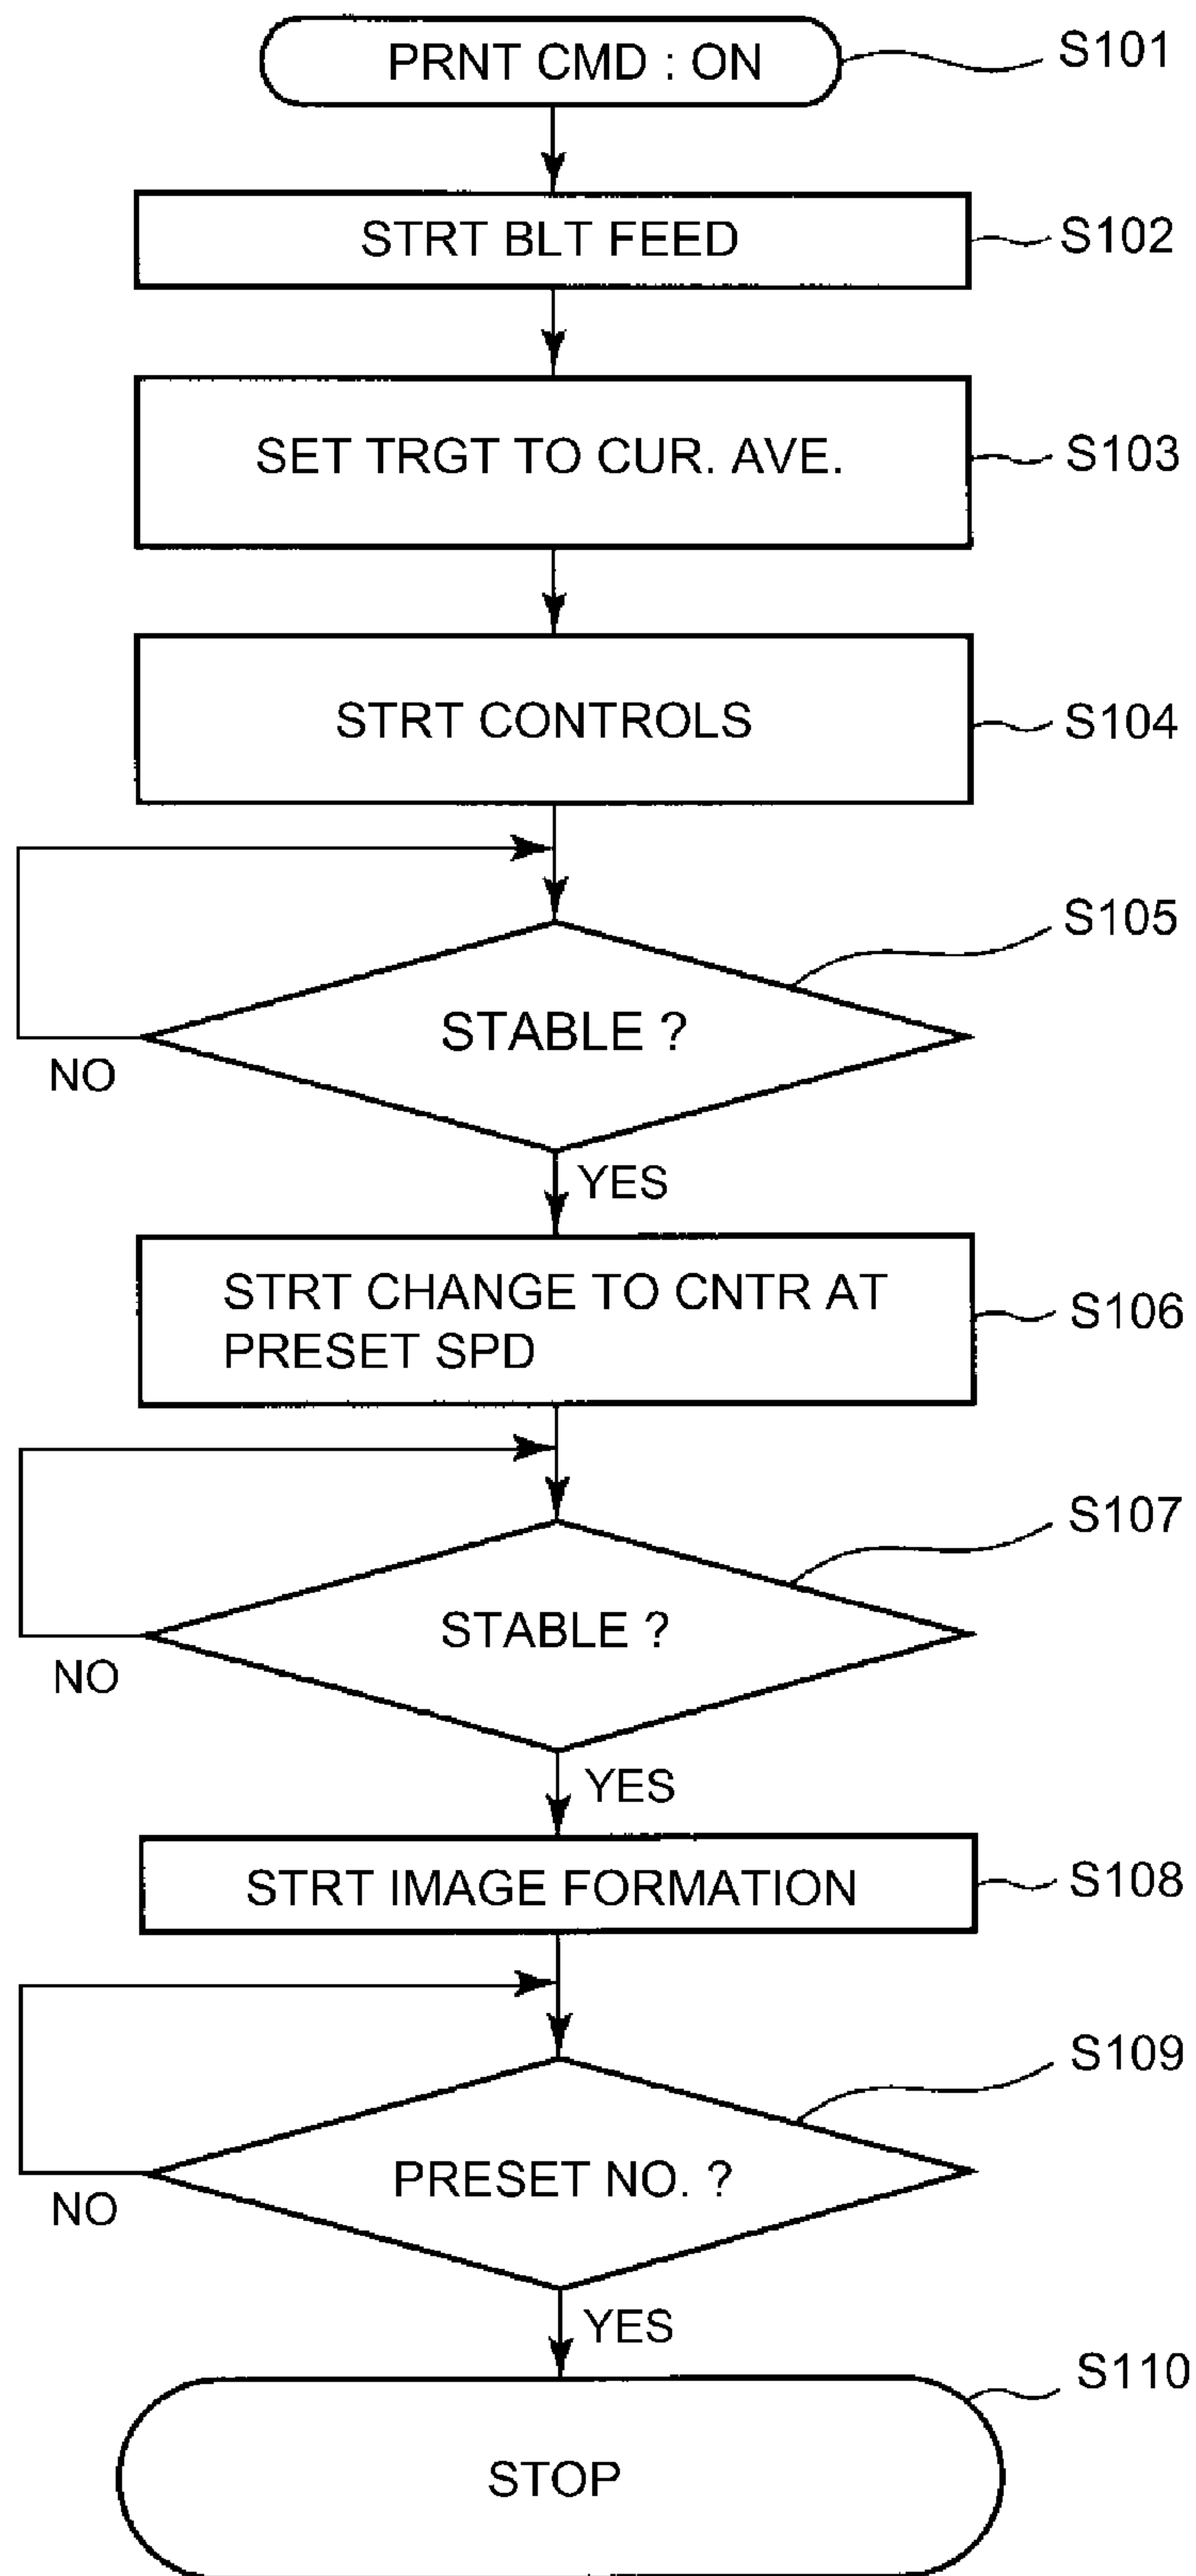 PRNT CMD : ON
S101
STRT BLT FEED
S102
SET TRGT TO CUR. AVE.
S103
STRT CONTROLS
S104
S105
STABLE ?
NO
YES
STRT CHANGE TO CNTR AT
PRESET SPD
S106
S107
STABLE ?
NO
YES
STRT IMAGE FORMATION
S108
S109
PRESET NO. ?
NO
YES
S110
STOP